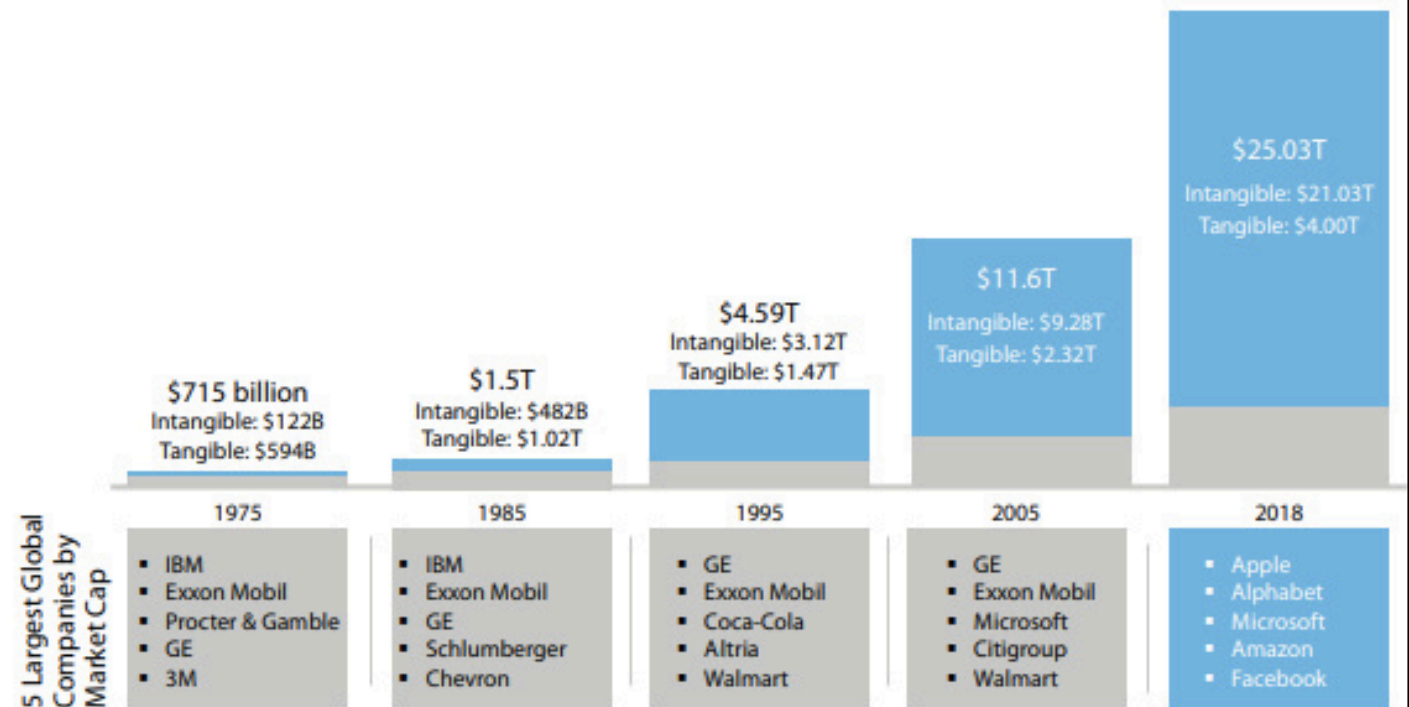 $715 billion
Intangible: $122B
Tangible: $594B
$1.5T
Intangible: $482B
Tangible: $1.02T
$4.59T
Intangible: $3.12T
Tangible: $1.47T
$11.6T
Intangible: $9.28T
Tangible: $2.32T
$25.03T
Intangible: $21.03T
Tangible: $4.00T
1975
1985
1995
2005
2018
5 Largest Global
Companies by
Market Cap
▪ IBM
▪ Exxon Mobil
▪ Procter & Gamble
▪ GE
▪ 3M
▪ IBM
▪ Exxon Mobil
▪ GE
▪ Schlumberger
▪ Chevron
▪ GE
▪ Exxon Mobil
▪ Coca-Cola
▪ Altria
▪ Walmart
▪ GE
▪ Exxon Mobil
▪ Microsoft
▪ Citigroup
▪ Walmart
▪ Apple
▪ Alphabet
▪ Microsoft
▪ Amazon
▪ Facebook